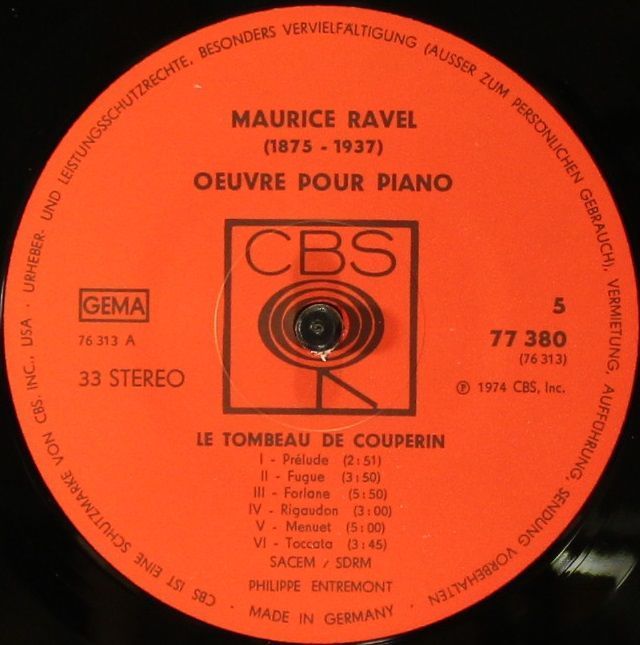 URHEBER- UND LEISTUNGSSCHUTZRECHTE, BESONDERS VERVIELFÄLTIGUNG (AUSSER ZUM PERSÖNLICHEN GEBRAUCH), VERMIETUNG, AUFFÜHRUNG, SENDUNG VORBEHALTEN
MAURICE RAVEL
(1875 - 1937)
OEUVRE POUR PIANO
CBS
GEMA
76 313 A
33 STEREO
5
77 380
(76 313)
℗ 1974 CBS, Inc.
LE TOMBEAU DE COUPERIN
I - Prélude (2:51)
II - Fugue (3:50)
III - Forlane (5:50)
IV - Rigaudon (3:00)
V - Menuet (5:00)
VI - Toccata (3:45)
SACEM / SDRM
PHILIPPE ENTREMONT
· MADE IN GERMANY ·
CBS IST EINE SCHUTZMARKE VON CBS. INC., USA ·